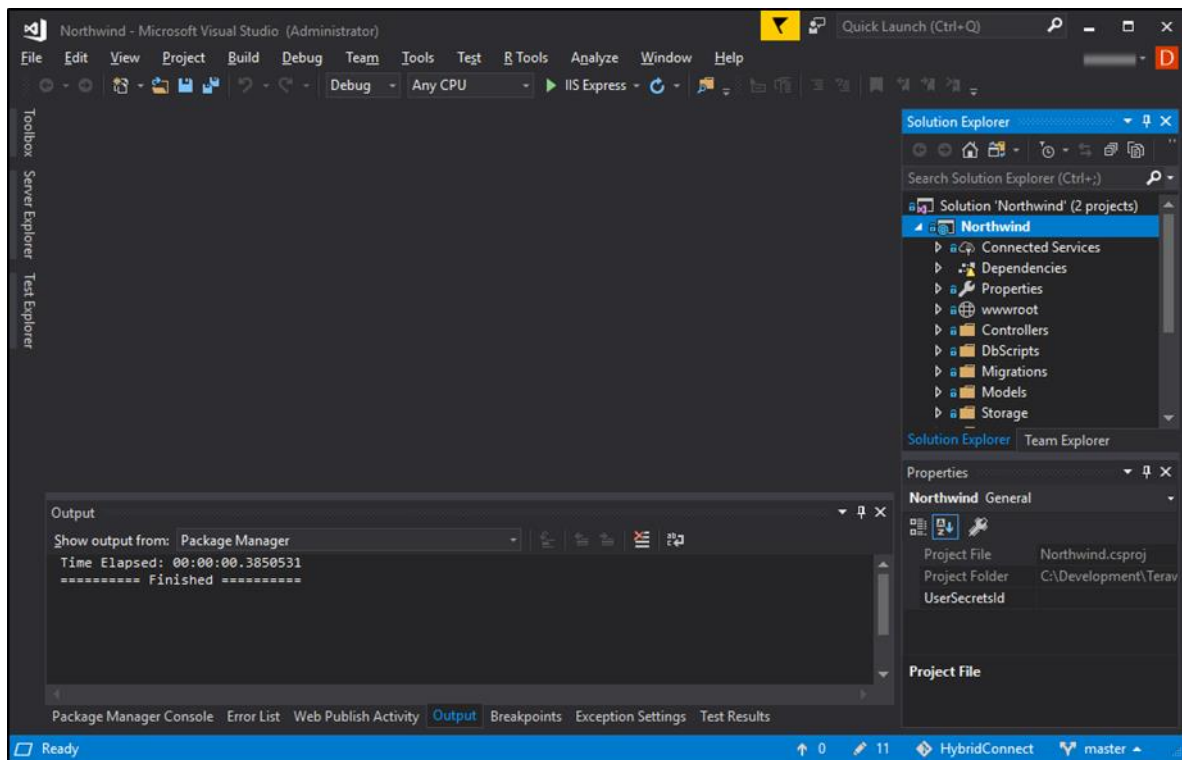 Northwind - Microsoft Visual Studio (Administrator)
Quick Launch (Ctrl+Q)
File Edit View Project Build Debug Team Tools Test R Tools Analyze Window Help
D
Debug Any CPU IIS Express
Toolbox
Server Explorer
Test Explorer
Solution Explorer
Search Solution Explorer (Ctrl+;)
Solution 'Northwind' (2 projects)
Northwind
Connected Services
Dependencies
Properties
wwwroot
Controllers
DbScripts
Migrations
Models
Storage
Solution Explorer Team Explorer
Properties
Northwind General
Project File Northwind.csproj
Project Folder C:\Development\Terav
UserSecretsId
Project File
Output
Show output from: Package Manager
Time Elapsed: 00:00:00.3850531
========== Finished ==========
Package Manager Console Error List Web Publish Activity Output Breakpoints Exception Settings Test Results
Ready
0 11 HybridConnect master